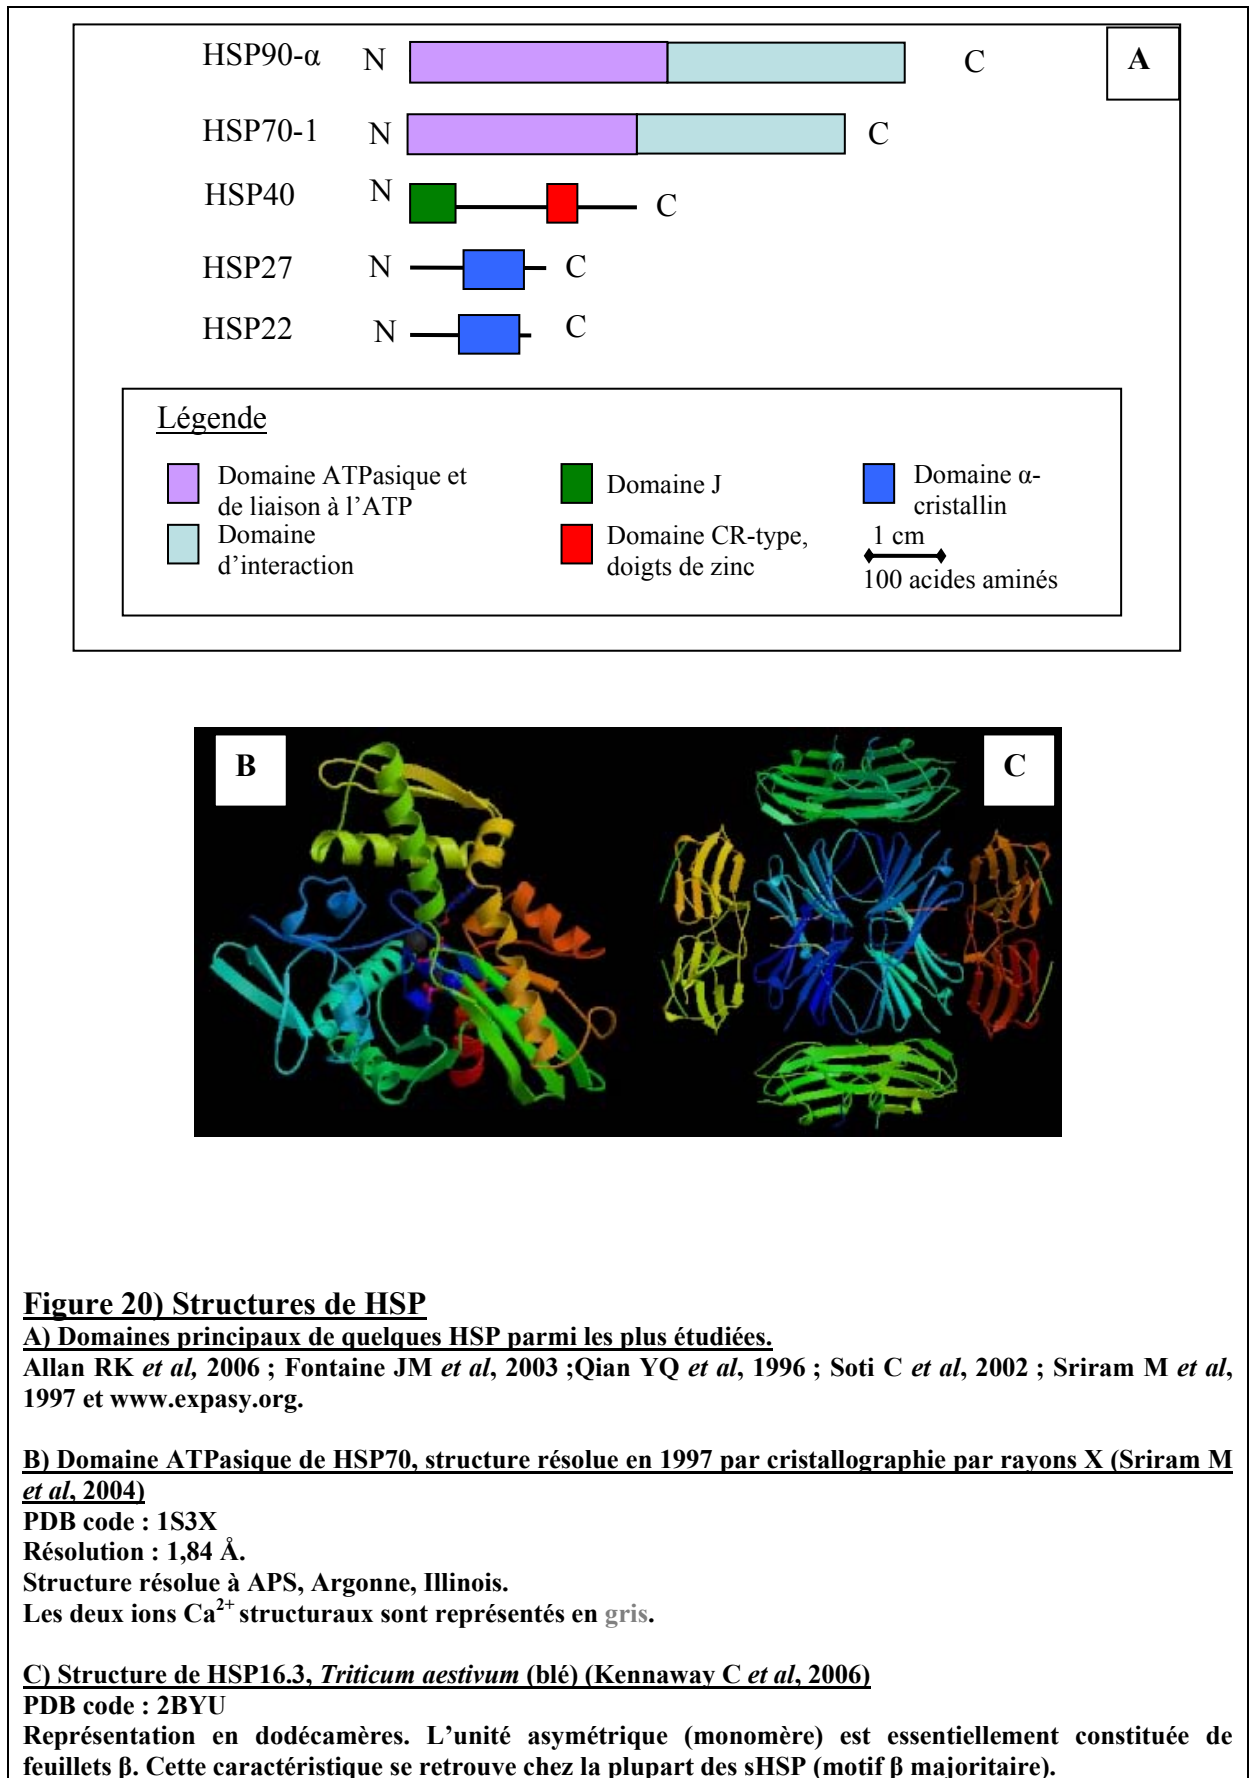 HSP90-α N C A
HSP70-1 N C
HSP40 N C
HSP27 N C
HSP22 N C
Légende
Domaine ATPasique et
de liaison à l'ATP
Domaine
d'interaction
Domaine J
Domaine CR-type,
doigts de zinc
Domaine α-
cristallin
1 cm
100 acides aminés
B
C
Figure 20) Structures de HSP
A) Domaines principaux de quelques HSP parmi les plus étudiées.
Allan RK et al, 2006 ; Fontaine JM et al, 2003 ;Qian YQ et al, 1996 ; Soti C et al, 2002 ; Sriram M et al,
1997 et www.expasy.org.
B) Domaine ATPasique de HSP70, structure résolue en 1997 par cristallographie par rayons X (Sriram M
et al, 2004)
PDB code : 1S3X
Résolution : 1,84 Å.
Structure résolue à APS, Argonne, Illinois.
Les deux ions Ca²⁺ structuraux sont représentés en gris.
C) Structure de HSP16.3, Triticum aestivum (blé) (Kennaway C et al, 2006)
PDB code : 2BYU
Représentation en dodécamères. L'unité asymétrique (monomère) est essentiellement constituée de
feuillets β. Cette caractéristique se retrouve chez la plupart des sHSP (motif β majoritaire).